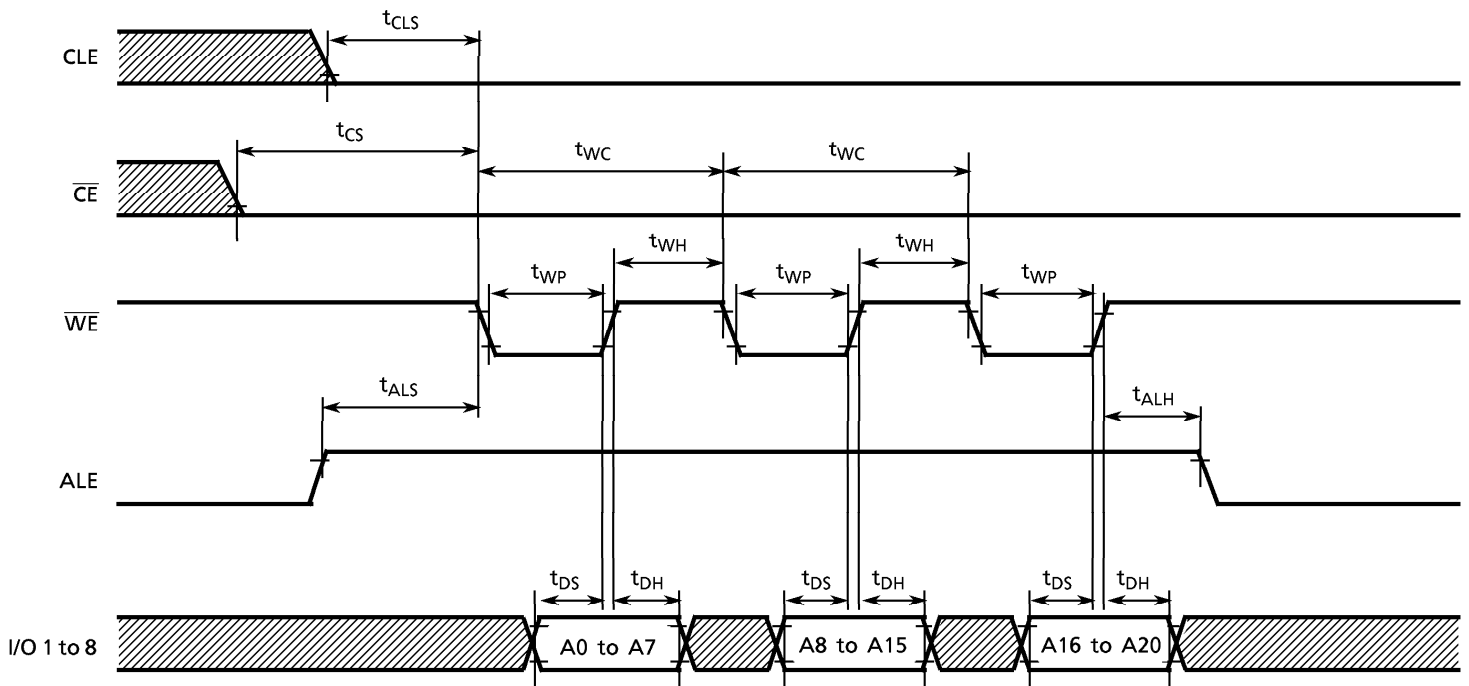 tCLS
CLE
tCS
tWC tWC
CE
tWH tWH
tWP tWP tWP
WE
tALS
tALH
ALE
tDS tDH tDS tDH tDS tDH
I/O 1 to 8 A0 to A7 A8 to A15 A16 to A20